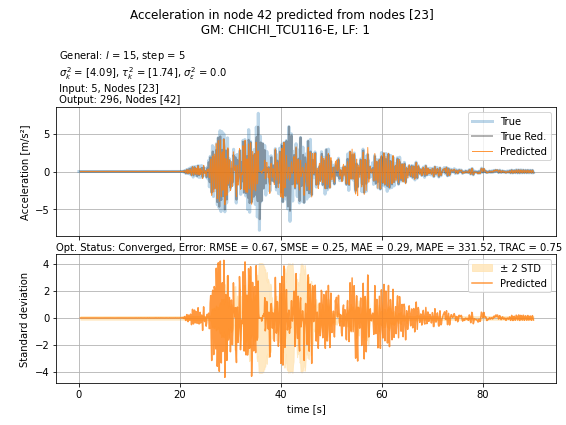 Acceleration in node 42 predicted from nodes [23]
GM: CHICHI_TCU116-E, LF: 1
General: l = 15, step = 5
σ²ₖ = [4.09], τ²ₖ = [1.74], σ²ε = 0.0
Input: 5, Nodes [23]
Output: 296, Nodes [42]
5
0
−5
Acceleration [m/s²]
True
True Red.
Predicted
Opt. Status: Converged, Error: RMSE = 0.67, SMSE = 0.25, MAE = 0.29, MAPE = 331.52, TRAC = 0.75
4
2
0
−2
−4
Standard deviation
± 2 STD
Predicted
0 20 40 60 80
time [s]